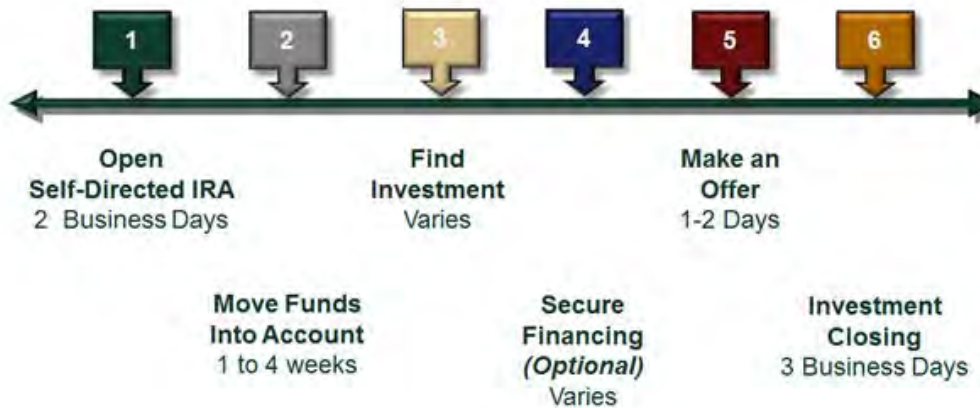 1 2 3 4 5 6
Open
Self-Directed IRA
2 Business Days
Find
Investment
Varies
Make an
Offer
1-2 Days
Move Funds
Into Account
1 to 4 weeks
Secure
Financing
(Optional)
Varies
Investment
Closing
3 Business Days